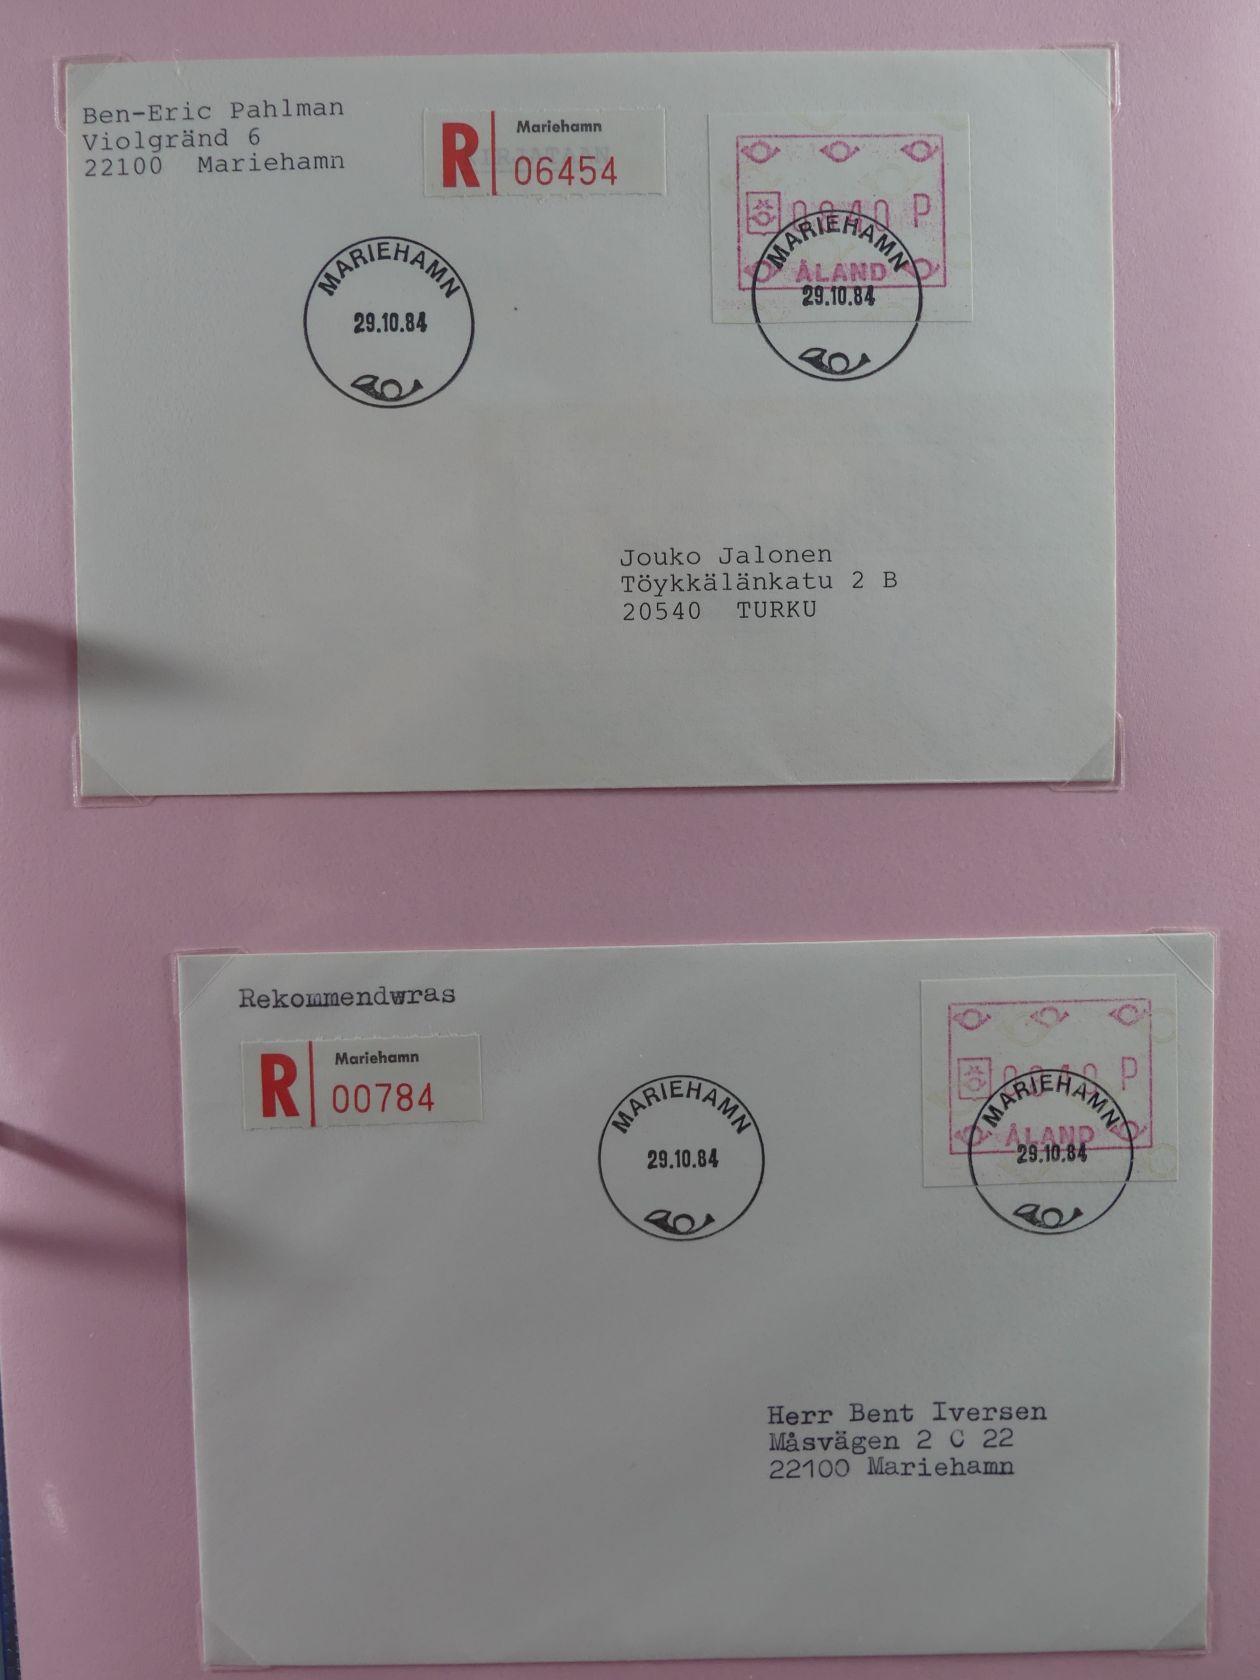 Ben-Eric Pahlman
Violgränd 6
22100 Mariehamn
R Mariehamn
06454
0040 P
ÅLAND
MARIEHAMN
29.10.84
MARIEHAMN
29.10.84
Jouko Jalonen
Töykkälänkatu 2 B
20540 TURKU
Rekommendwras
R Mariehamn
00784
P
ÅLAND
MARIEHAMN
29.10.84
MARIEHAMN
29.10.84
Herr Bent Iversen
Måsvägen 2 C 22
22100 Mariehamn